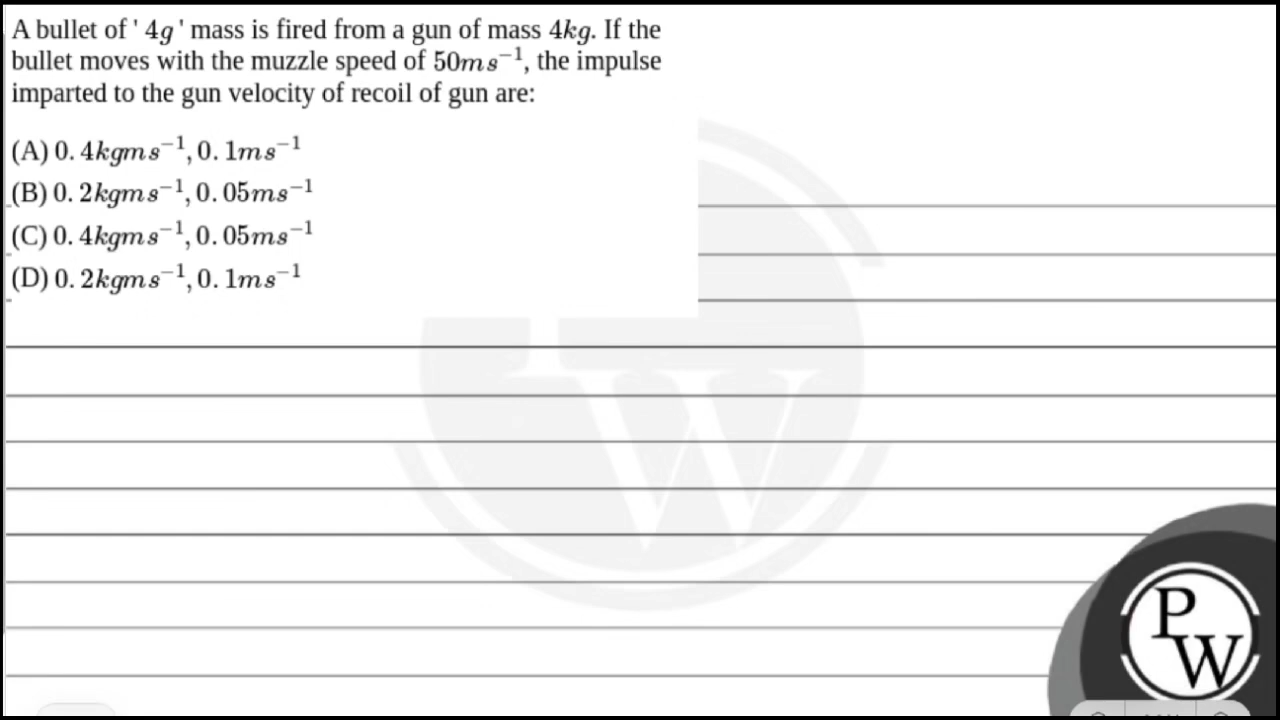 A bullet of ' 4g ' mass is fired from a gun of mass 4kg. If the
bullet moves with the muzzle speed of 50ms⁻¹, the impulse
imparted to the gun velocity of recoil of gun are:
(A) 0.4kgms⁻¹, 0.1ms⁻¹
(B) 0.2kgms⁻¹, 0.05ms⁻¹
(C) 0.4kgms⁻¹, 0.05ms⁻¹
(D) 0.2kgms⁻¹, 0.1ms⁻¹
W
P
W